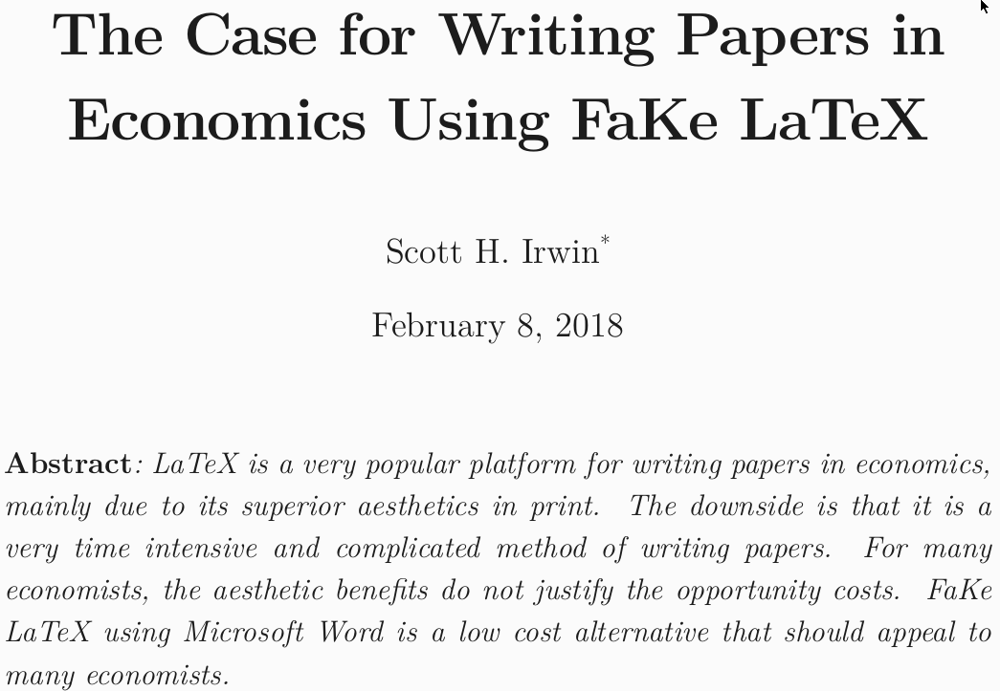 The Case for Writing Papers in
Economics Using FaKe LaTeX
Scott H. Irwin*
February 8, 2018
Abstract: LaTeX is a very popular platform for writing papers in economics,
mainly due to its superior aesthetics in print. The downside is that it is a
very time intensive and complicated method of writing papers. For many
economists, the aesthetic benefits do not justify the opportunity costs. FaKe
LaTeX using Microsoft Word is a low cost alternative that should appeal to
many economists.